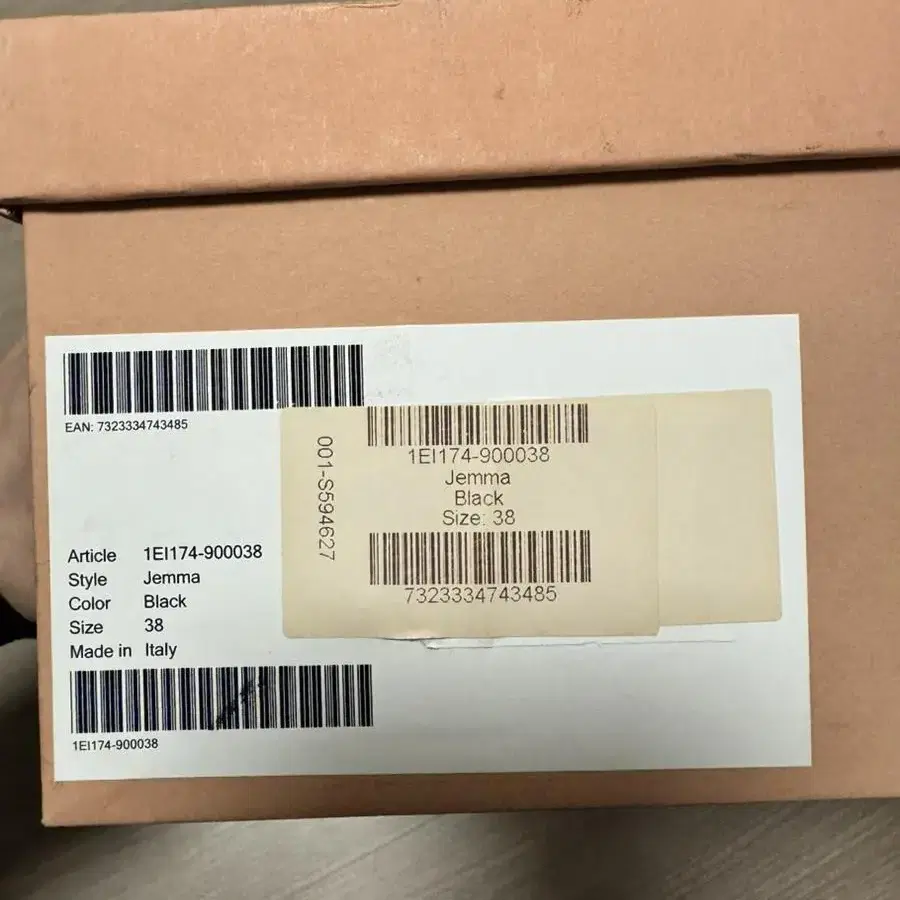 EAN: 7323334743485
Article 1EI174-900038
Style Jemma
Color Black
Size 38
Made in Italy
1EI174-900038
001-S594627
1EI174-900038
Jemma
Black
Size: 38
7323334743485